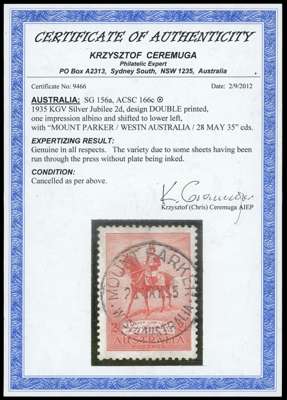 CERTIFICATE OF AUTHENTICITY
KRZYSZTOF CEREMUGA
Philatelic Expert
PO BOX A2313, Sydney South, NSW 1235, Australia
Certificate No: 9466
Date: 2/9/2012
AUSTRALIA: SG 156a, ACSC 166c
1935 KGV Silver Jubilee 2d, design DOUBLE printed,
one impression albino and shifted to lower left,
with "MOUNT PARKER / WESTN AUSTRALIA / 28 MAY 35" cds.
EXPERTIZING RESULT:
Genuine in all respects. The variety due to some sheets having been
run through the press without plate being inked.
CONDITION:
Cancelled as per above.
K. Ceremuga
Krzysztof (Chris) Ceremuga AIEP
MOUNT PARKER
AUSTRALIA